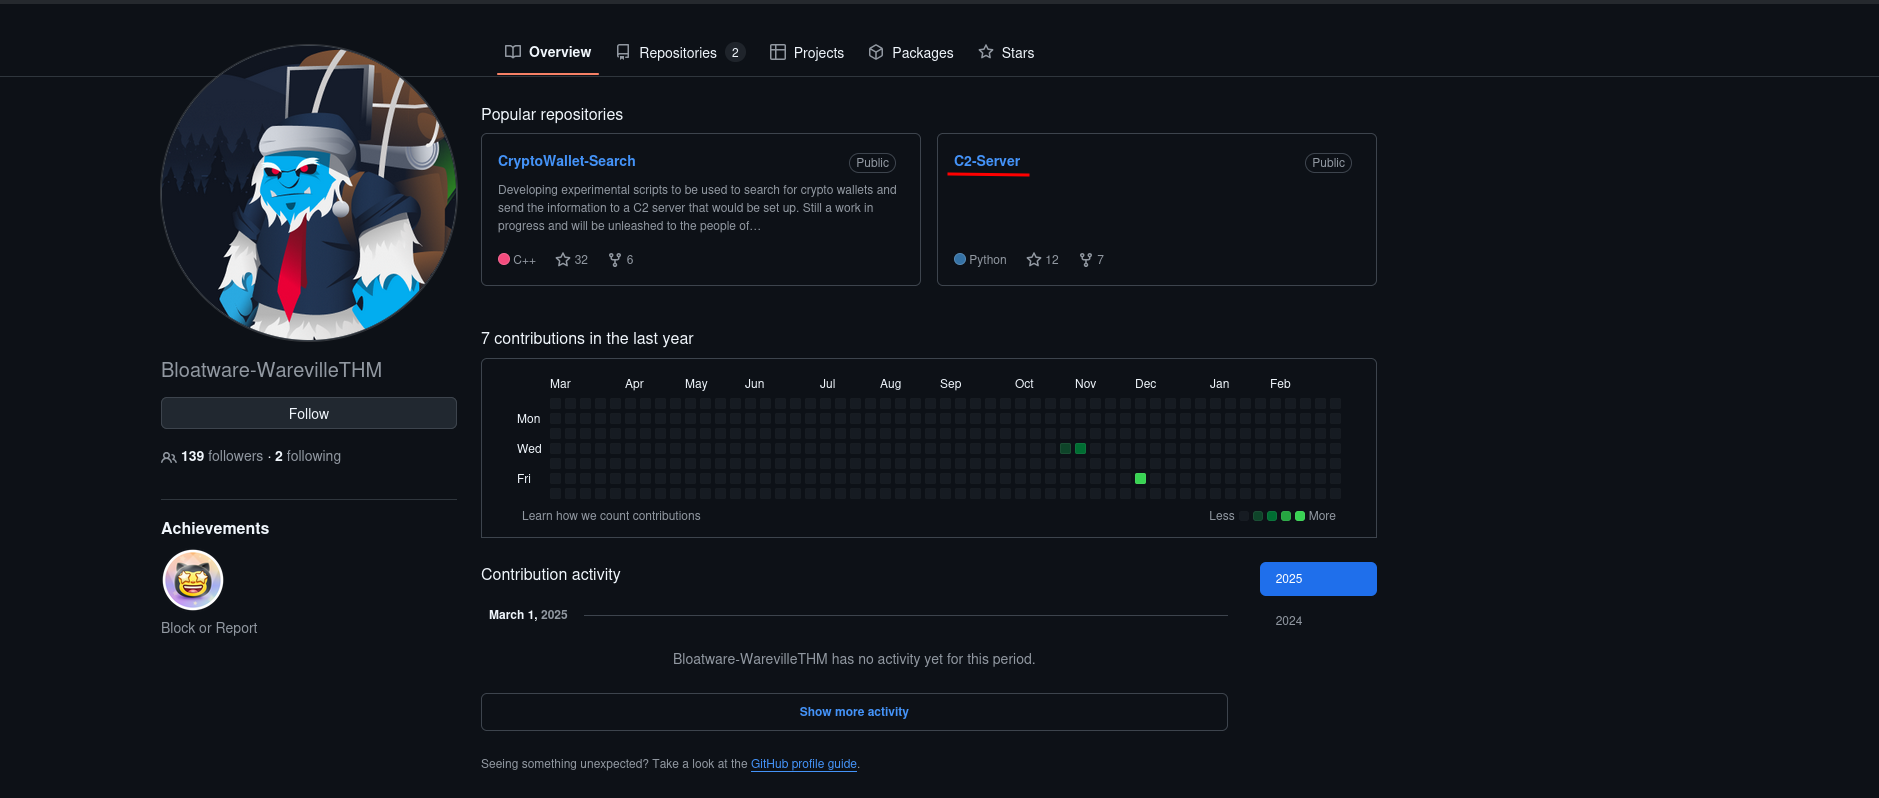 Overview Repositories 2 Projects Packages Stars
Popular repositories
CryptoWallet-Search Public
Developing experimental scripts to be used to search for crypto wallets and
send the information to a C2 server that would be set up. Still a work in
progress and will be unleashed to the people of…
C++ 32 6
C2-Server Public
Python 12 7
Bloatware-WarevilleTHM
Follow
139 followers · 2 following
Achievements
Block or Report
7 contributions in the last year
Mar Apr May Jun Jul Aug Sep Oct Nov Dec Jan Feb
Mon
Wed
Fri
Learn how we count contributions Less More
Contribution activity
2025
2024
March 1, 2025
Bloatware-WarevilleTHM has no activity yet for this period.
Show more activity
Seeing something unexpected? Take a look at the GitHub profile guide.